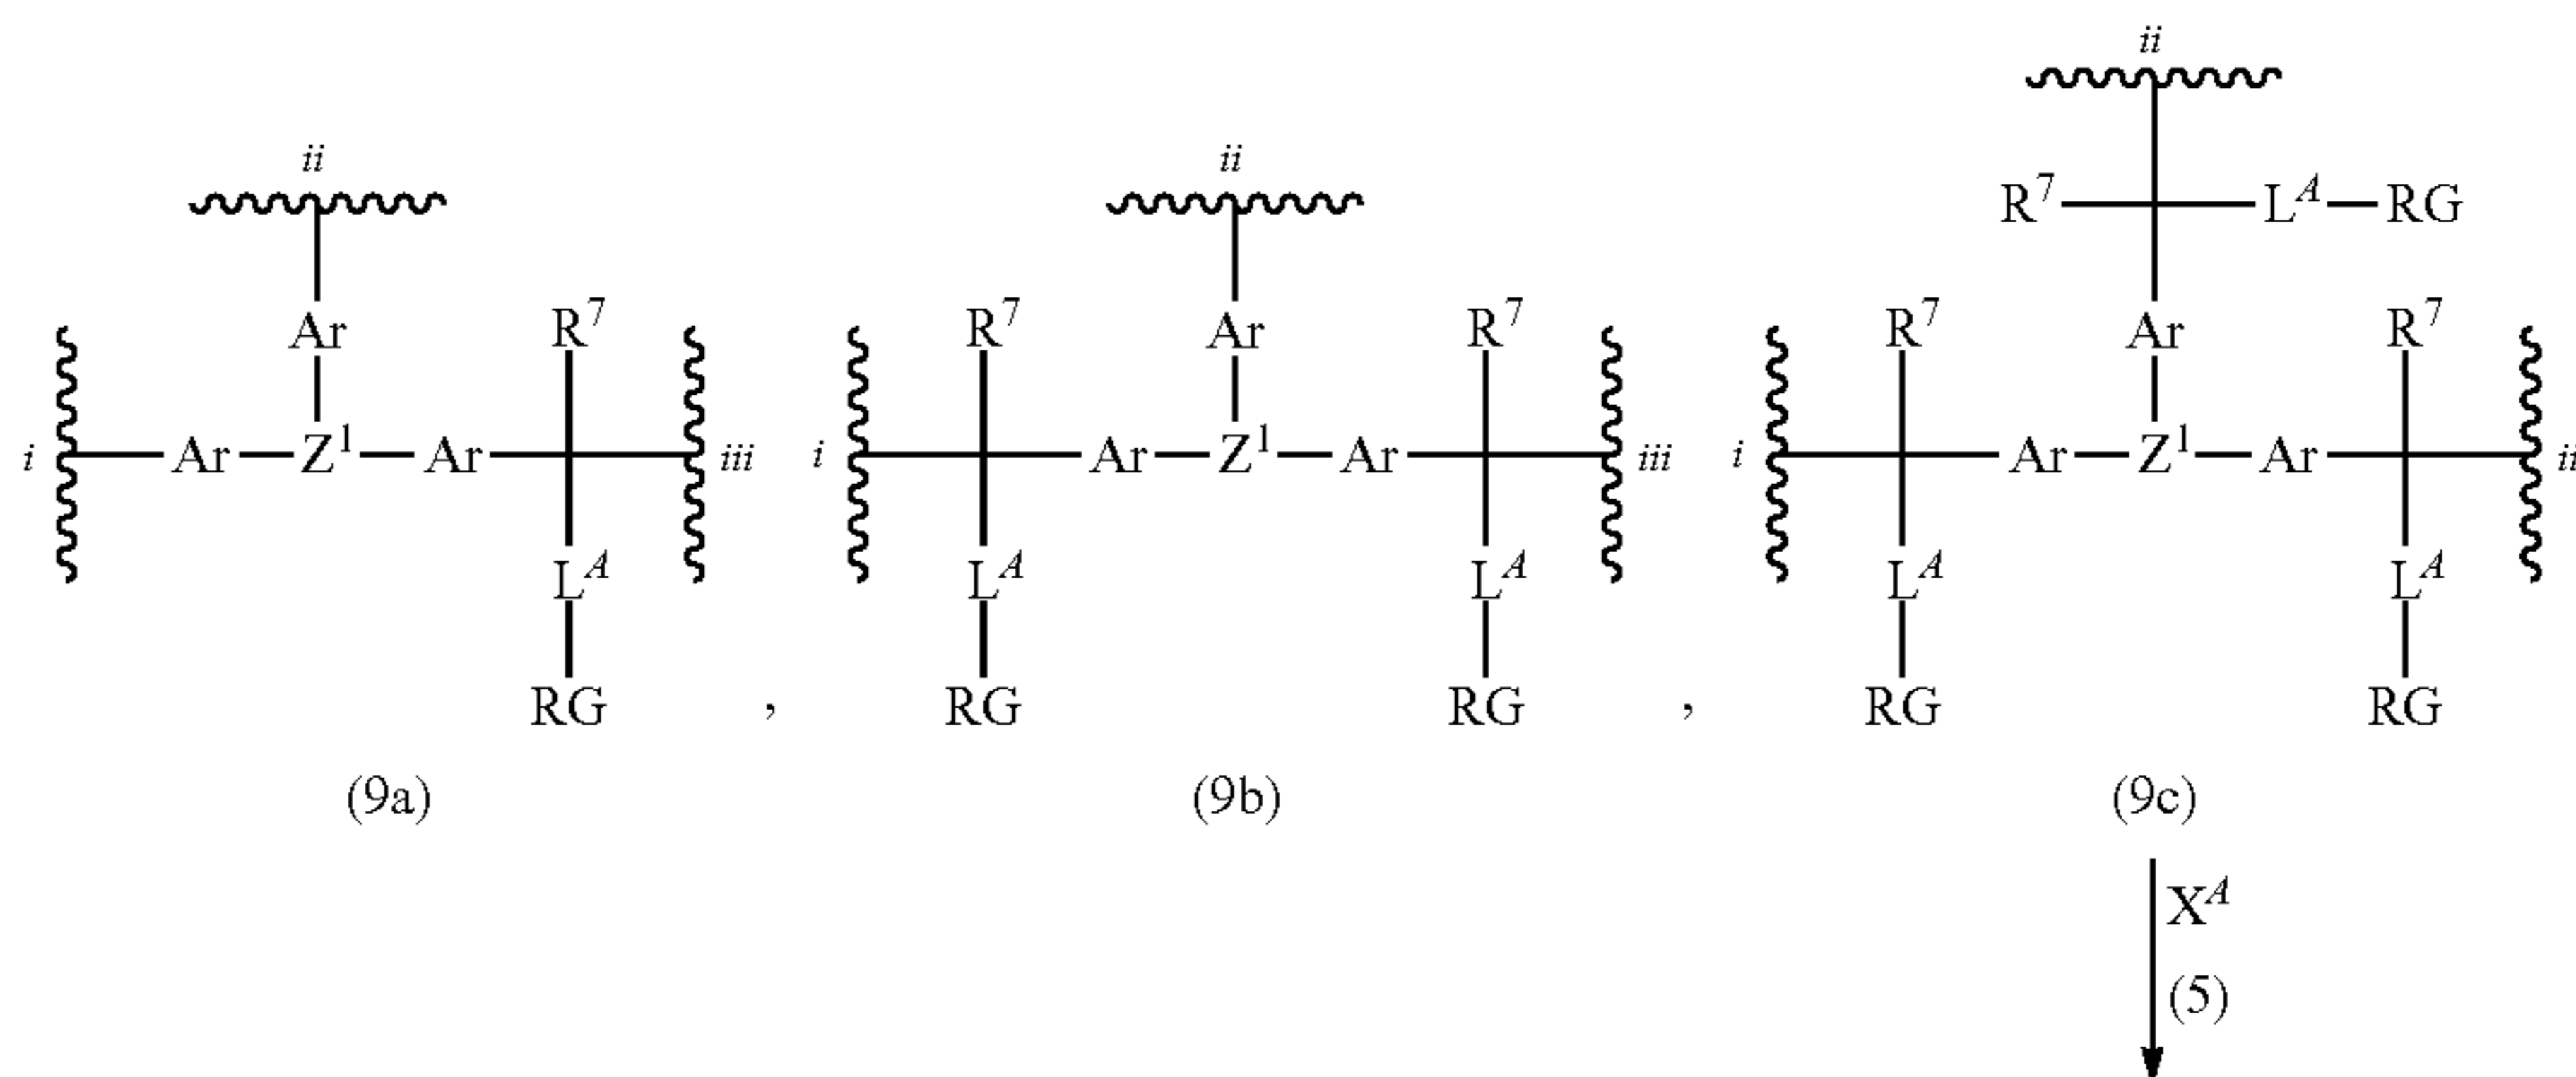 ii
ii R⁷ L^A RG
ii
Ar R⁷ R⁷ Ar R⁷ R⁷ Ar R⁷
i Ar Z¹ Ar iii i Ar Z¹ Ar iii i Ar Z¹ Ar ii
L^A L^A L^A L^A L^A
RG , RG RG , RG RG
(9a) (9b) (9c)
X^A
(5)